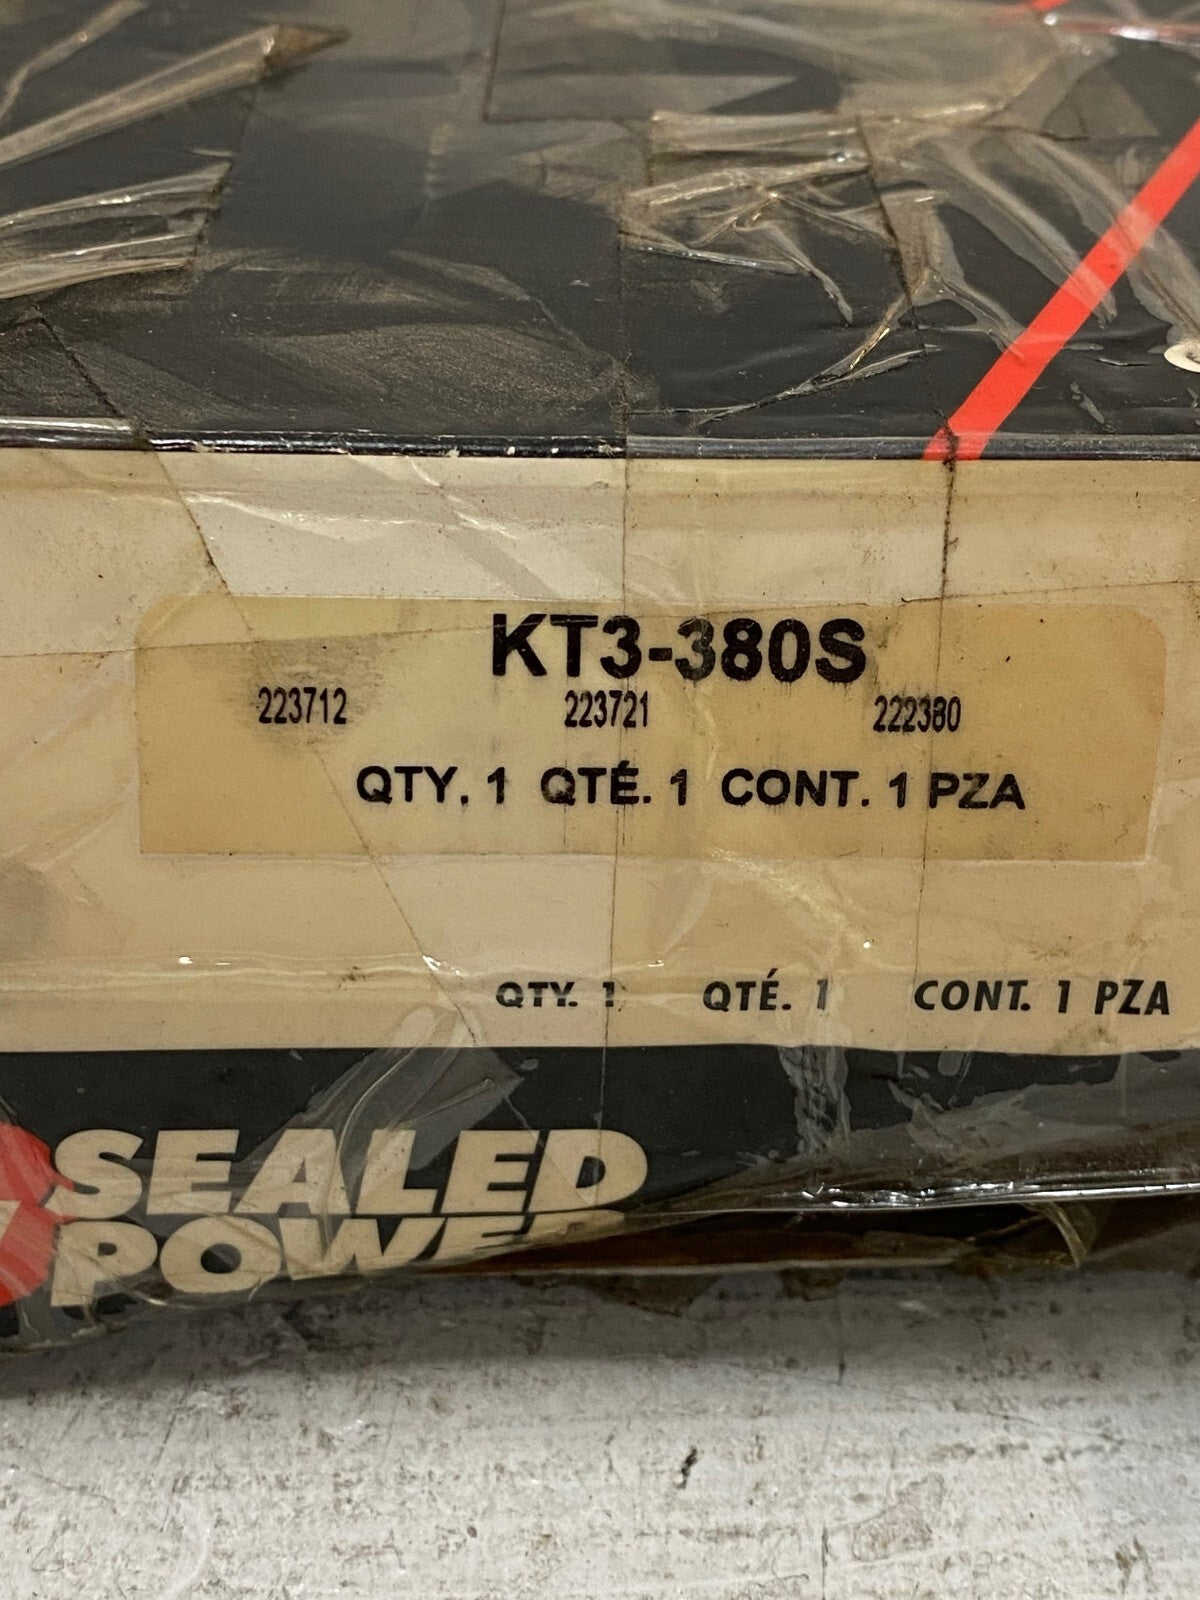 KT3-380S
223712 223721 222380
QTY. 1 QTÉ. 1 CONT. 1 PZA
QTY. 1 QTÉ. 1 CONT. 1 PZA
SEALED
POWER